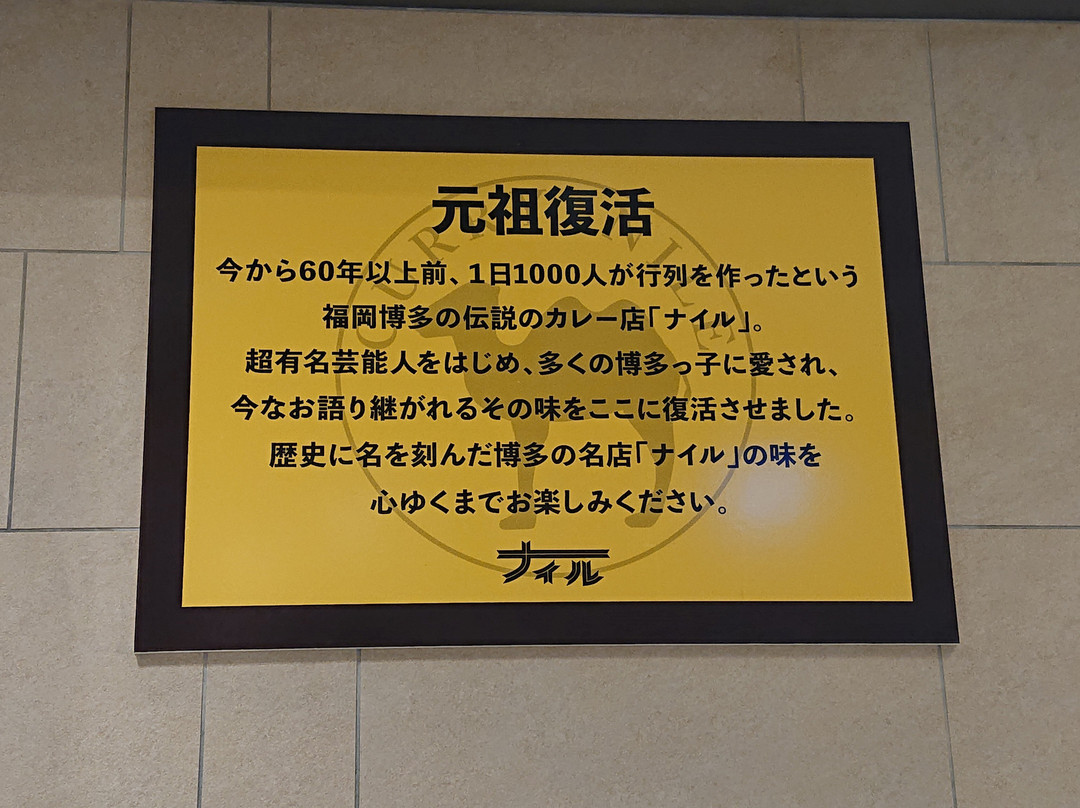 元祖復活
今から60年以上前、1日1000人が行列を作ったという
福岡博多の伝説のカレー店「ナイル」。
超有名芸能人をはじめ、多くの博多っ子に愛され、
今なお語り継がれるその味をここに復活させました。
歴史に名を刻んだ博多の名店「ナイル」の味を
心ゆくまでお楽しみください。
ナイル
CURRY NILE